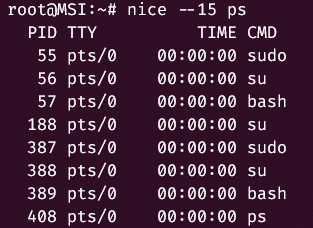 root@MSI:~# nice --15 ps
PID TTY TIME CMD
55 pts/0 00:00:00 sudo
56 pts/0 00:00:00 su
57 pts/0 00:00:00 bash
188 pts/0 00:00:00 su
387 pts/0 00:00:00 sudo
388 pts/0 00:00:00 su
389 pts/0 00:00:00 bash
408 pts/0 00:00:00 ps